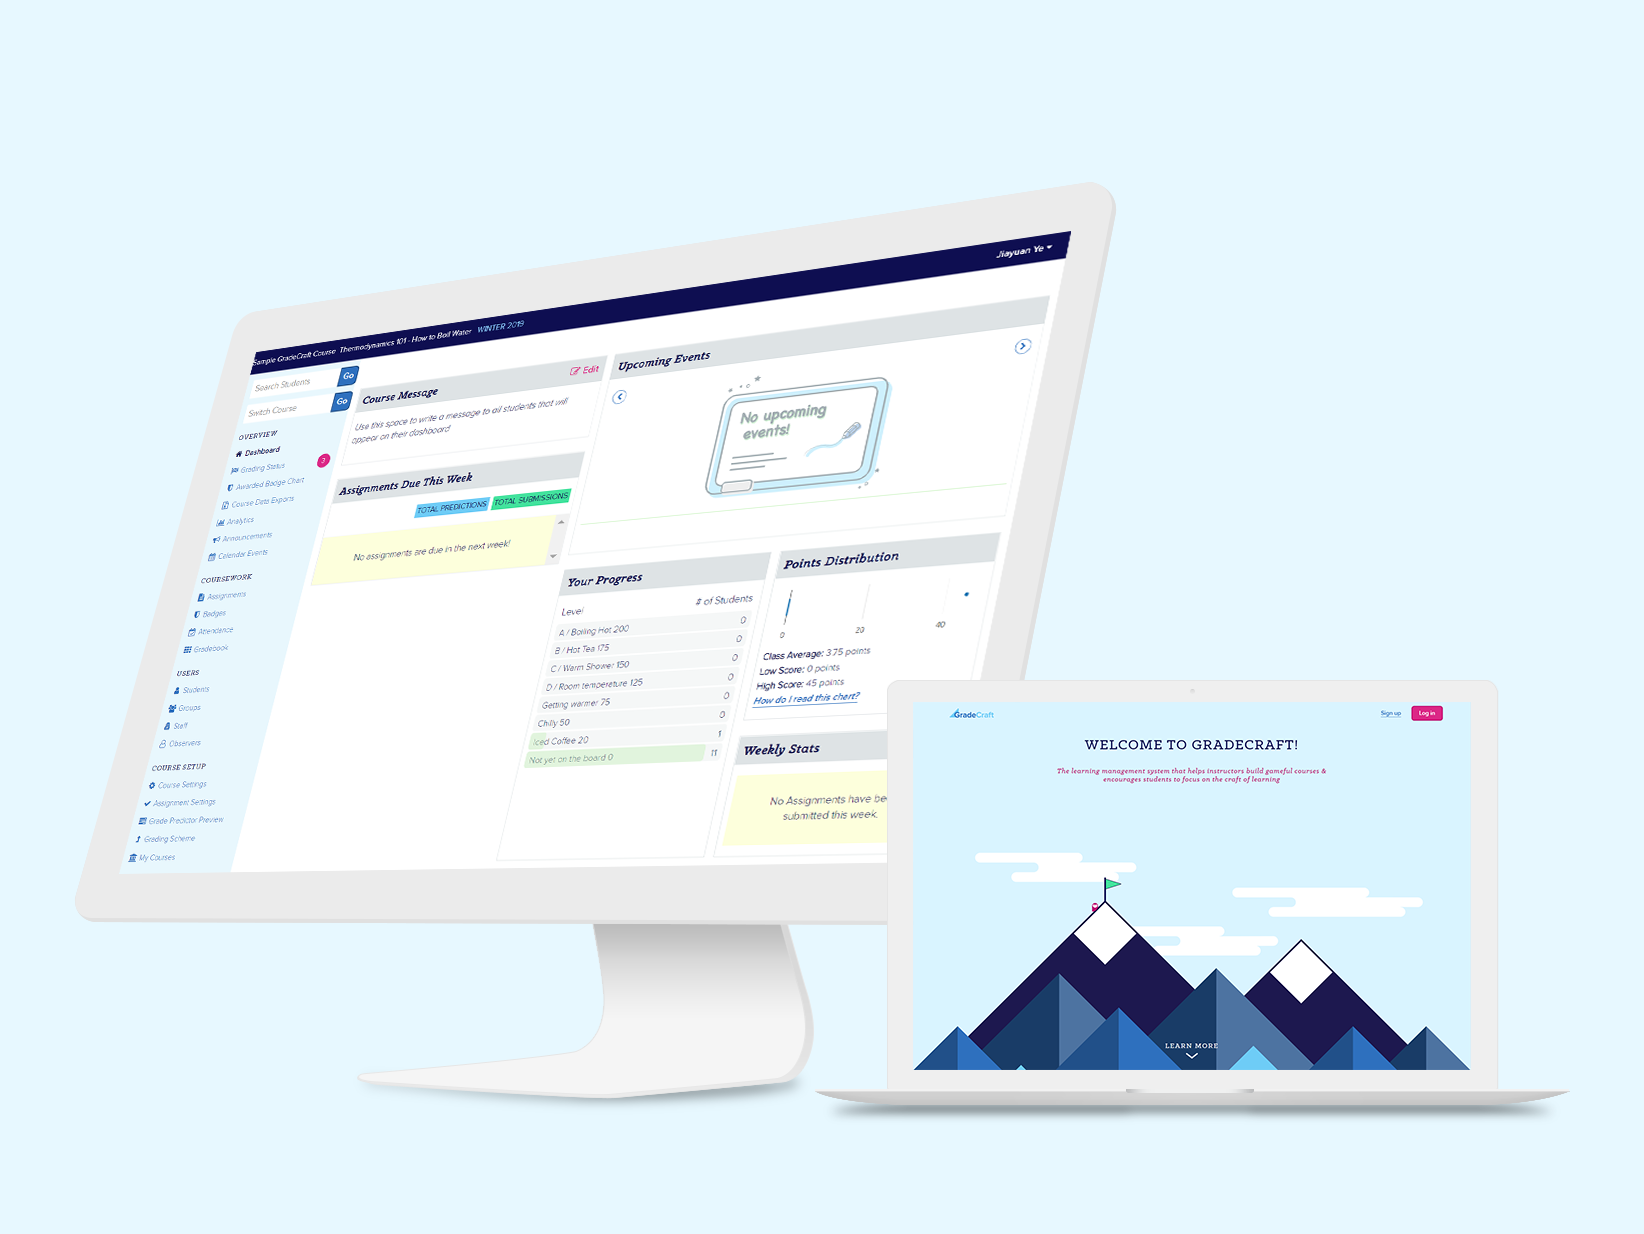 Sample GradeCraft Course Thermodynamics 101 - How to Boil Water WINTER 2019
Jiayuan Ye
Search Students Go
Switch Course Go
OVERVIEW
Dashboard
Grading Status
Awarded Badge Chart
Course Data Exports
Analytics
Announcements
Calendar Events
COURSEWORK
Assignments
Badges
Attendance
Gradebook
USERS
Students
Groups
Staff
Observers
COURSE SETUP
Course Settings
Assignment Settings
Grade Predictor Preview
Grading Scheme
My Courses
Course Message
Edit
Use this space to write a message to all students that will
appear on their dashboard
Assignments Due This Week
TOTAL PREDICTIONS TOTAL SUBMISSIONS
No assignments are due in the next week!
Upcoming Events
No upcoming
events!
Your Progress
Level # of Students
A / Boiling Hot 200 0
B / Hot Tea 175 0
C / Warm Shower 150 0
D / Room temperature 125 0
Getting warmer 75 0
Chilly 50 0
Iced Coffee 20 1
Not yet on the board 0 11
Points Distribution
0 20 40
Class Average: 3.75 points
Low Score: 0 points
High Score: 45 points
How do I read this chart?
Weekly Stats
No Assignments have be
submitted this week.
GradeCraft
Sign up Log in
WELCOME TO GRADECRAFT!
The learning management system that helps instructors build gameful courses &
encourages students to focus on the craft of learning
LEARN MORE